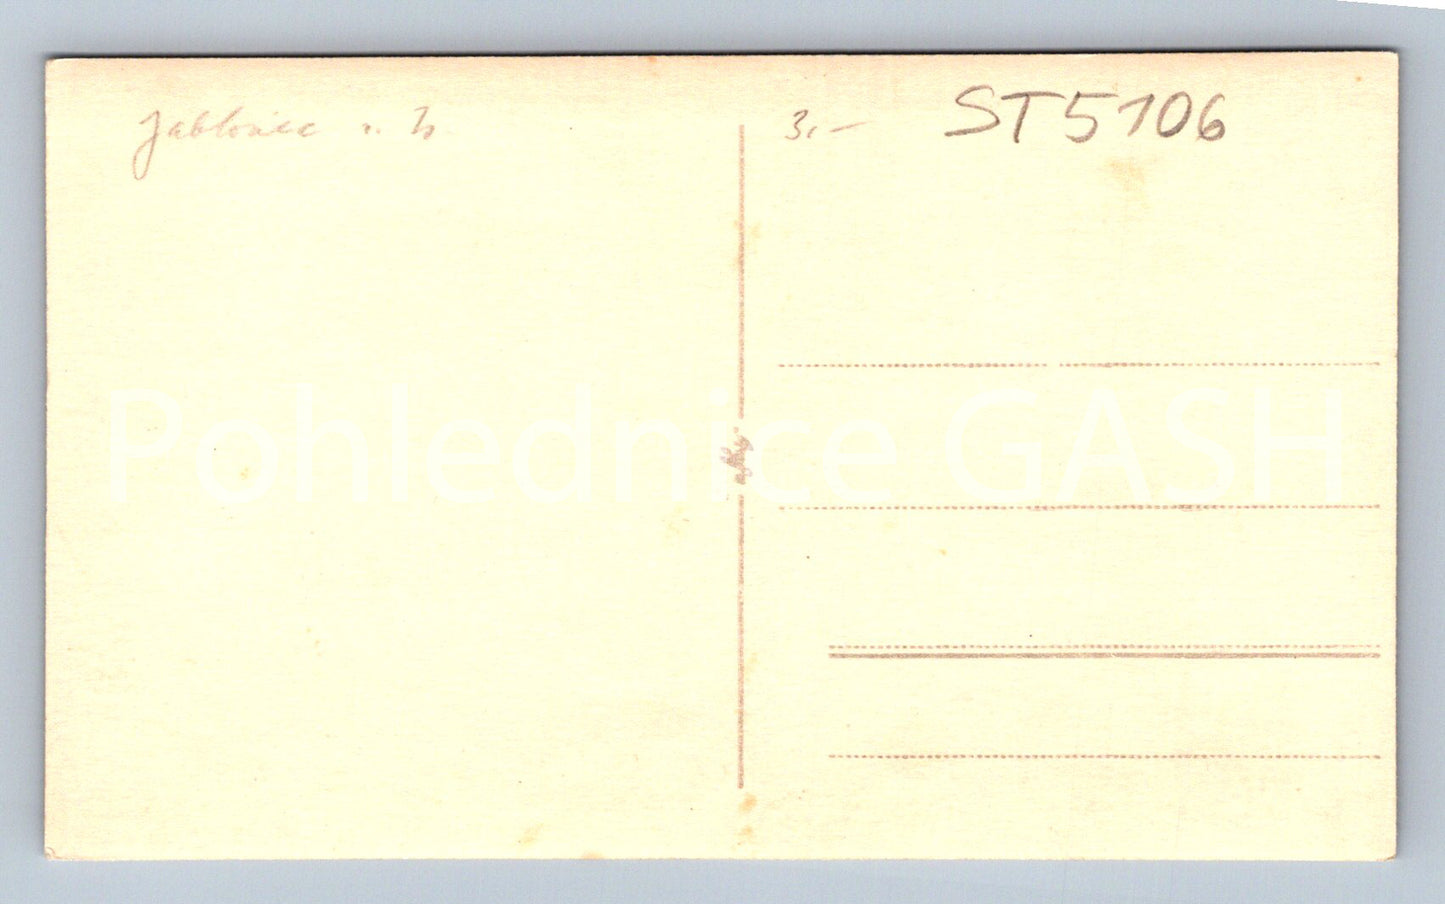 Jablonec n. N 3,- ST5106
Pohlednice GASH